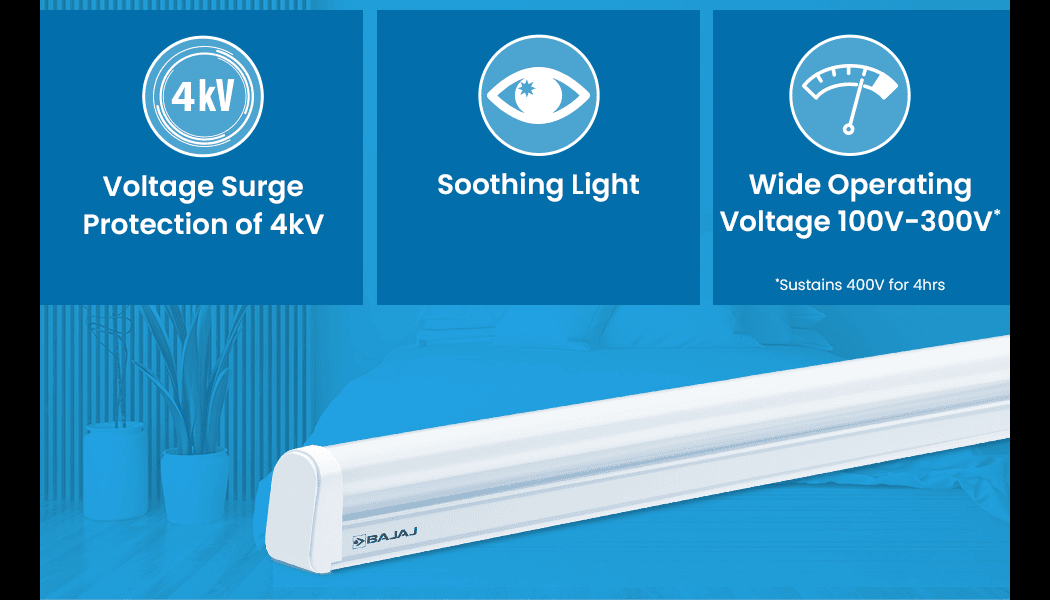 4kV
Voltage Surge
Protection of 4kV
Soothing Light
Wide Operating
Voltage 100V-300V*
*Sustains 400V for 4hrs
BAJAJ